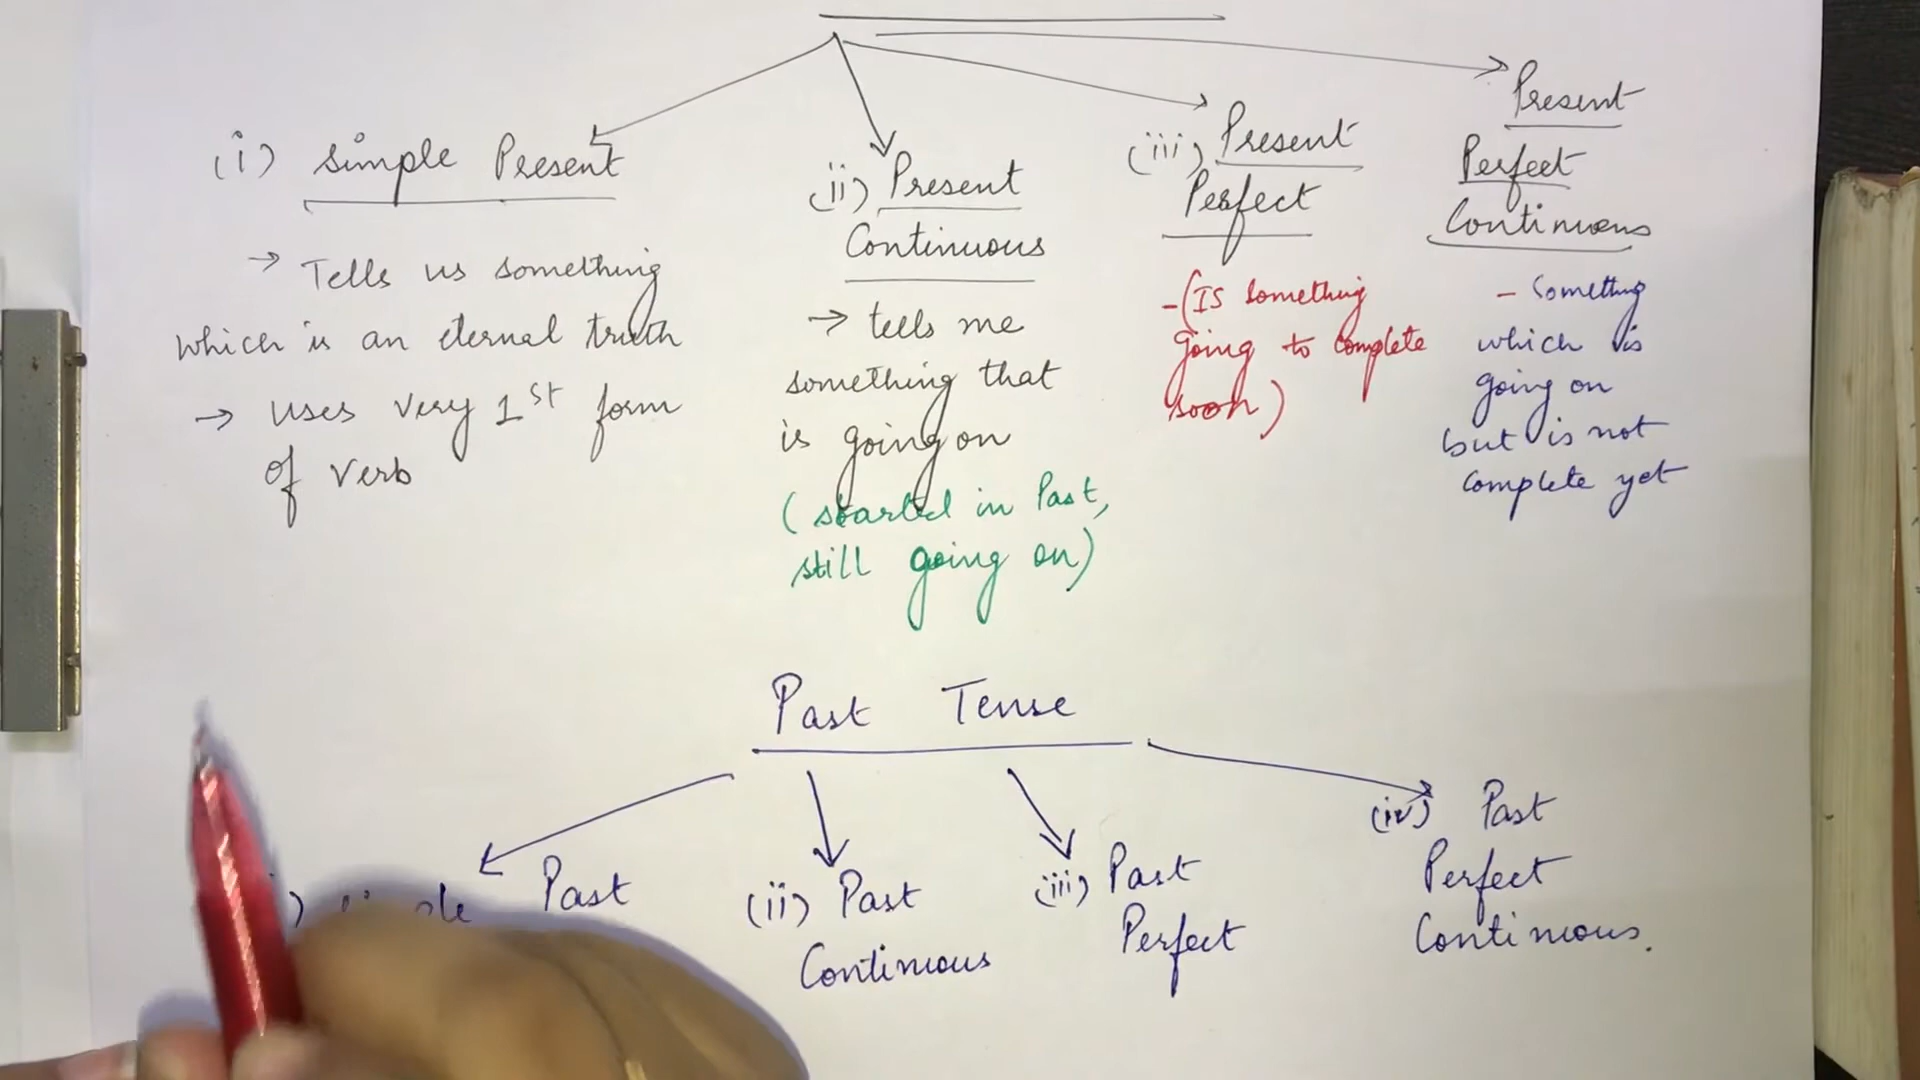 (i) Simple Present
→ Tells us something
which is an eternal truth
→ Uses very 1st form
of verb
(ii) Present
Continuous
→ tells me
something that
is going on
(started in Past,
still going on)
(iii) Present
Perfect
-(IS something
going to complete
soon)
Present
Perfect
Continuous
- Something
which is
going on
but is not
complete yet
Past Tense
Past
(ii) Past
Continuous
(iii) Past
Perfect
(iv) Past
Perfect
Continuous.